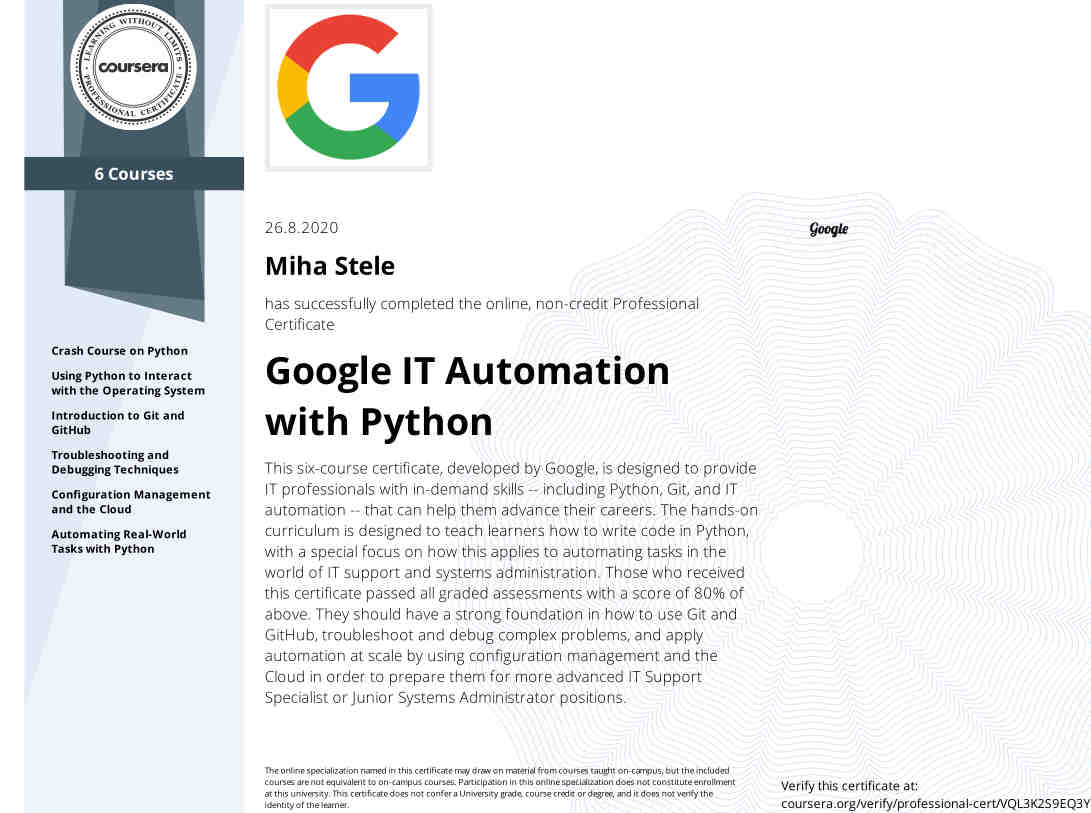 LEARNING WITHOUT LIMITS
coursera
PROFESSIONAL CERTIFICATE
6 Courses
Crash Course on Python
Using Python to Interact
with the Operating System
Introduction to Git and
GitHub
Troubleshooting and
Debugging Techniques
Configuration Management
and the Cloud
Automating Real-World
Tasks with Python
26.8.2020
Google
Miha Stele
has successfully completed the online, non-credit Professional
Certificate
Google IT Automation
with Python
This six-course certificate, developed by Google, is designed to provide
IT professionals with in-demand skills -- including Python, Git, and IT
automation -- that can help them advance their careers. The hands-on
curriculum is designed to teach learners how to write code in Python,
with a special focus on how this applies to automating tasks in the
world of IT support and systems administration. Those who received
this certificate passed all graded assessments with a score of 80% of
above. They should have a strong foundation in how to use Git and
GitHub, troubleshoot and debug complex problems, and apply
automation at scale by using configuration management and the
Cloud in order to prepare them for more advanced IT Support
Specialist or Junior Systems Administrator positions.
The online specialization named in this certificate may draw on material from courses taught on-campus, but the included
courses are not equivalent to on-campus courses. Participation in this online specialization does not constitute enrollment
at this university. This certificate does not confer a University grade, course credit or degree, and it does not verify the
identity of the learner.
Verify this certificate at:
coursera.org/verify/professional-cert/VQL3K2S9EQ3Y